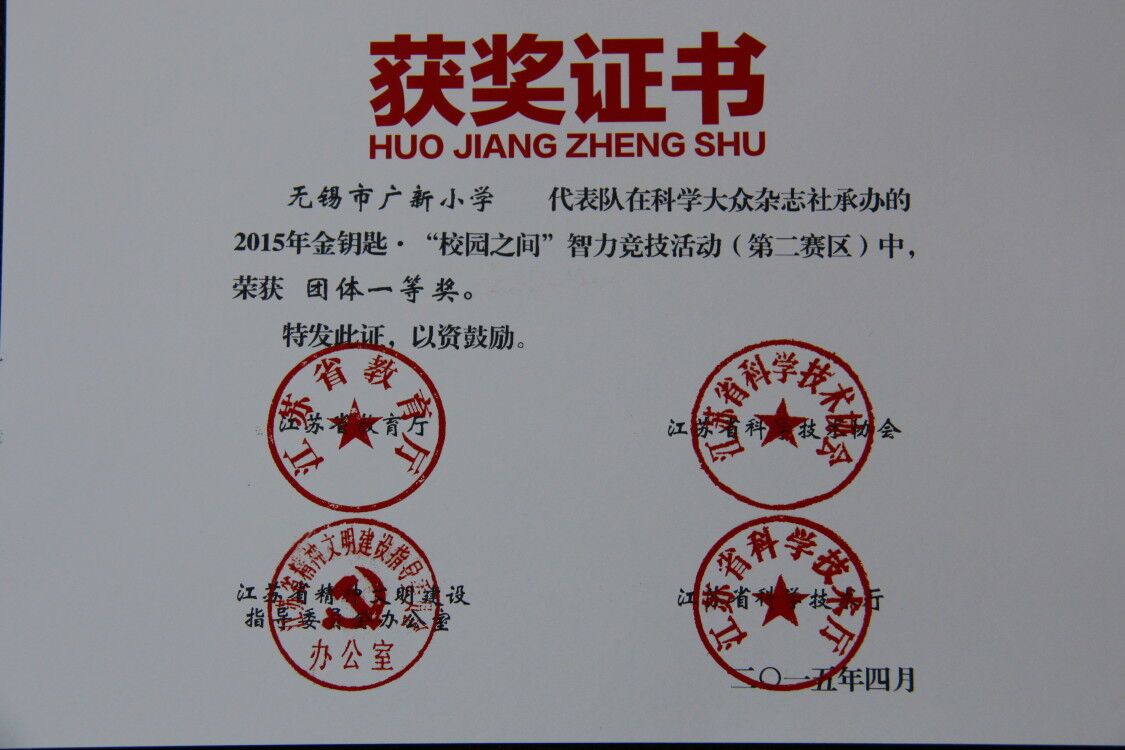 获奖证书
HUO JIANG ZHENG SHU
无锡市广新小学 代表队在科学大众杂志社承办的
2015年金钥匙·“校园之间”智力竞技活动（第二赛区）中，
荣获 团体一等奖。
特发此证，以资鼓励。
江苏省教育厅
江苏省教育厅
江苏省科学技术协会
江苏省科学技术协会
江苏省精神文明建设指导委员会
江苏省精神文明建设
指导委员会办公室
办公室
江苏省科学技术厅
江苏省科学技术厅
二〇一五年四月